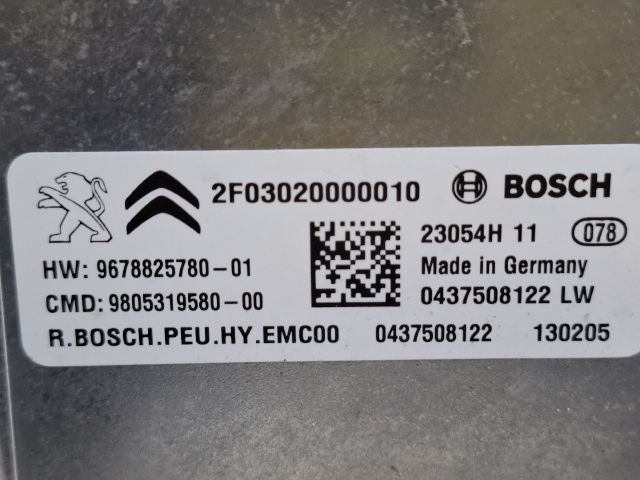 2F03020000010 BOSCH
23054H 11 078
HW: 9678825780-01 Made in Germany
CMD: 9805319580-00 0437508122 LW
R.BOSCH.PEU.HY.EMC00 0437508122 130205